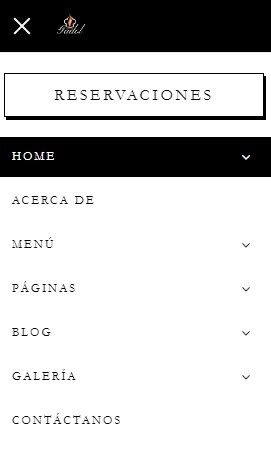 RESERVACIONES
HOME
ACERCA DE
MENÚ
PÁGINAS
BLOG
GALERÍA
CONTÁCTANOS